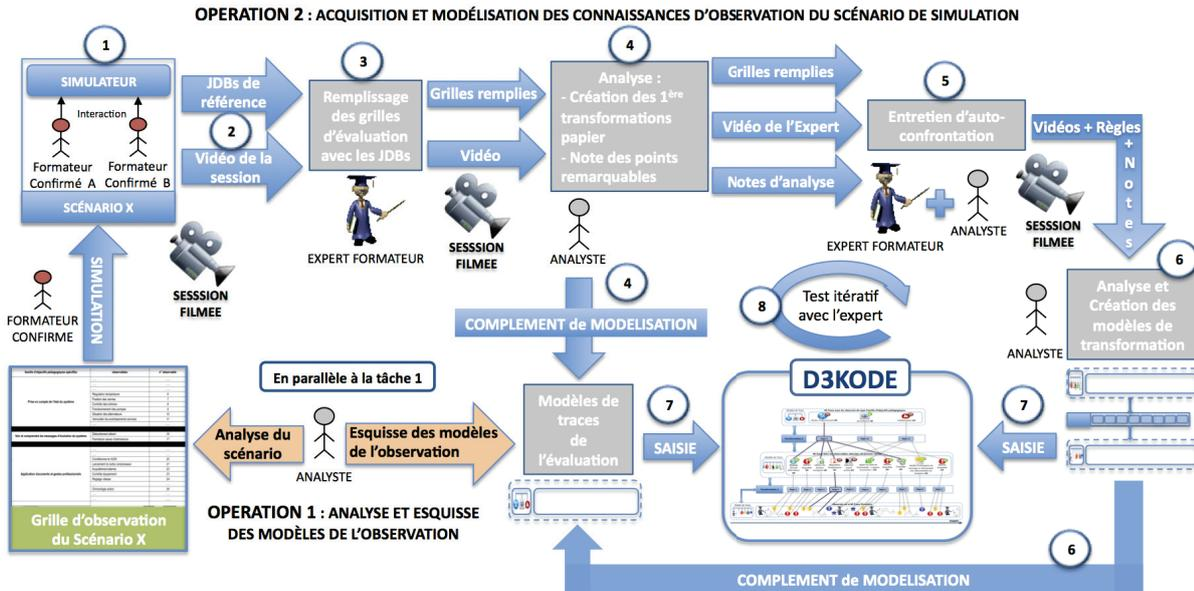 OPERATION 2 : ACQUISITION ET MODÉLISATION DES CONNAISSANCES D'OBSERVATION DU SCÉNARIO DE SIMULATION
1
SIMULATEUR
Interaction
Formateur
Confirmé A
Formateur
Confirmé B
SCÉNARIO X
JDBs de
référence
2
Vidéo de la
session
SESSSION
FILMEE
3
Remplissage
des grilles
d'évaluation
avec les JDBs
EXPERT FORMATEUR
Grilles remplies
Vidéo
SESSSION
FILMEE
4
Analyse :
- Création des 1ère
transformations
papier
- Note des points
remarquables
ANALYSTE
Grilles remplies
Vidéo de l'Expert
Notes d'analyse
5
Entretien d'auto-
confrontation
EXPERT FORMATEUR
ANALYSTE
SESSSION
FILMEE
Vidéos + Règles
+ Notes
6
Analyse et
Création des
modèles de
transformation
ANALYSTE
SIMULATION
FORMATEUR
CONFIRME
4
COMPLEMENT de MODELISATION
8
Test itératif
avec l'expert
En parallèle à la tâche 1
Analyse du
scénario
ANALYSTE
Esquisse des modèles
de l'observation
Modèles de
traces
de
l'évaluation
7
SAISIE
D3KODE
7
SAISIE
Grille d'observation
du Scénario X
OPERATION 1 : ANALYSE ET ESQUISSE
DES MODÈLES DE L'OBSERVATION
6
COMPLEMENT de MODELISATION